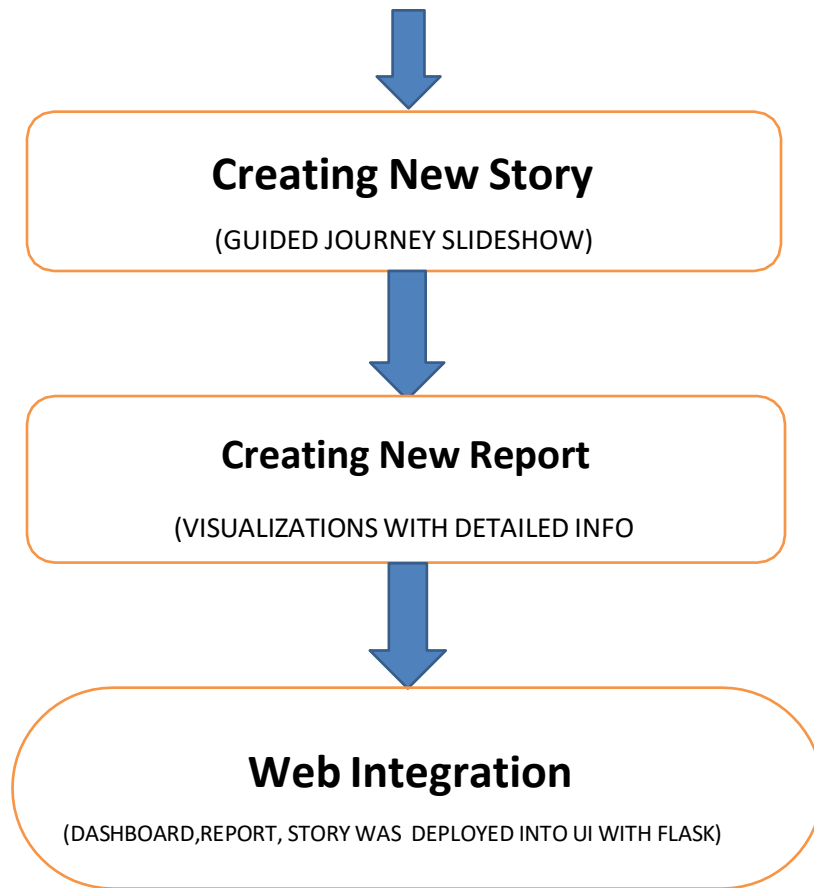 Creating New Story
(GUIDED JOURNEY SLIDESHOW)
Creating New Report
(VISUALIZATIONS WITH DETAILED INFO
Web Integration
(DASHBOARD,REPORT, STORY WAS  DEPLOYED INTO UI WITH FLASK)